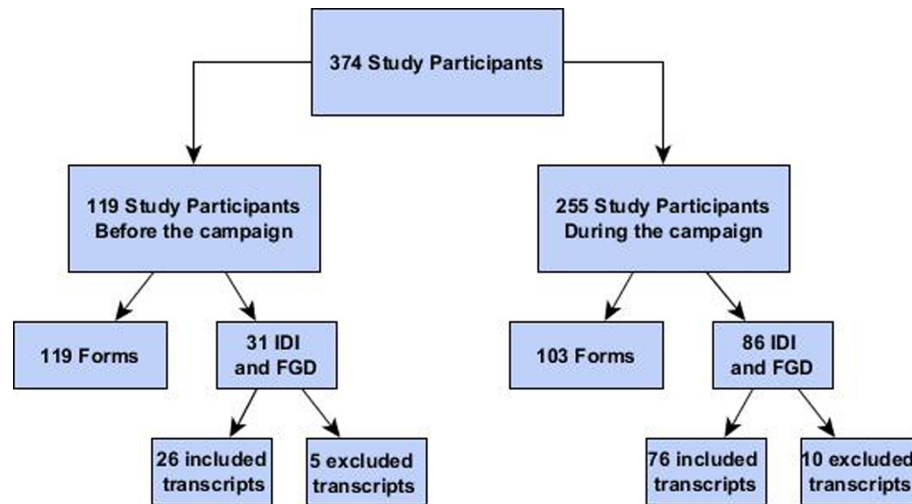 374 Study Participants
119 Study Participants
Before the campaign
255 Study Participants
During the campaign
119 Forms
31 IDI
and FGD
103 Forms
86 IDI
and FGD
26 included
transcripts
5 excluded
transcripts
76 included
transcripts
10 excluded
transcripts